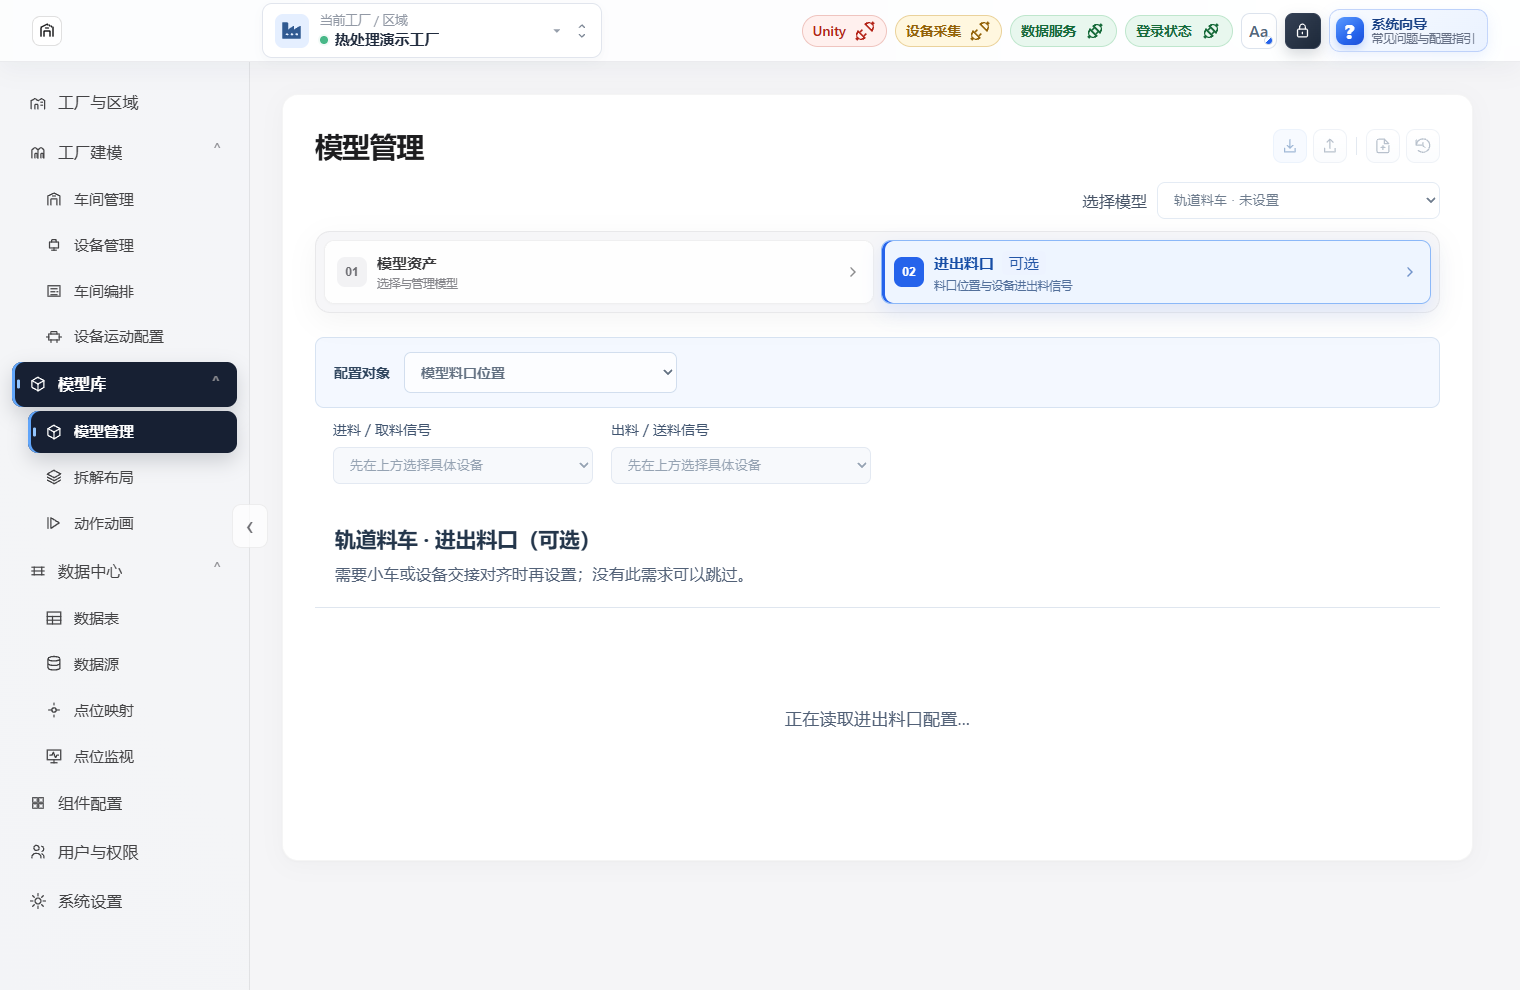 当前工厂 / 区域
热处理演示工厂
Unity
设备采集
数据服务
登录状态
Aa
?
系统向导
常见问题与配置指引
工厂与区域
工厂建模
车间管理
设备管理
车间编排
设备运动配置
模型库
模型管理
拆解布局
动作动画
数据中心
数据表
数据源
点位映射
点位监视
组件配置
用户与权限
系统设置
模型管理
选择模型
轨道料车 · 未设置
01
模型资产
选择与管理模型
02
进出料口 可选
料口位置与设备进出料信号
配置对象
模型料口位置
进料 / 取料信号
出料 / 送料信号
先在上方选择具体设备
先在上方选择具体设备
轨道料车 · 进出料口（可选）
需要小车或设备交接对齐时再设置；没有此需求可以跳过。
正在读取进出料口配置...